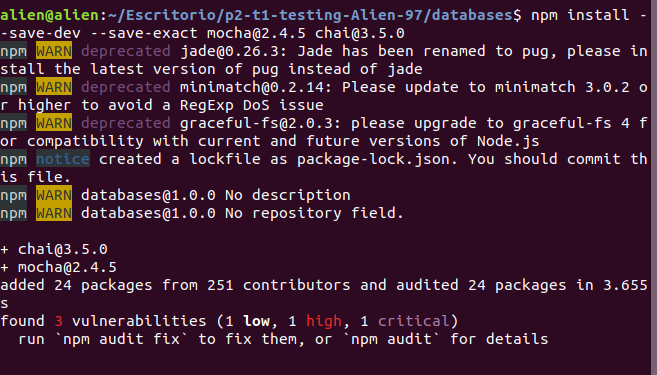 alien@alien:~/Escritorio/p2-t1-testing-Alien-97/databases$ npm install -
-save-dev --save-exact mocha@2.4.5 chai@3.5.0
npm WARN deprecated jade@0.26.3: Jade has been renamed to pug, please in
stall the latest version of pug instead of jade
npm WARN deprecated minimatch@0.2.14: Please update to minimatch 3.0.2 o
r higher to avoid a RegExp DoS issue
npm WARN deprecated graceful-fs@2.0.3: please upgrade to graceful-fs 4 f
or compatibility with current and future versions of Node.js
npm notice created a lockfile as package-lock.json. You should commit th
is file.
npm WARN databases@1.0.0 No description
npm WARN databases@1.0.0 No repository field.
+ chai@3.5.0
+ mocha@2.4.5
added 24 packages from 251 contributors and audited 24 packages in 3.655
s
found 3 vulnerabilities (1 low, 1 high, 1 critical)
  run `npm audit fix` to fix them, or `npm audit` for details